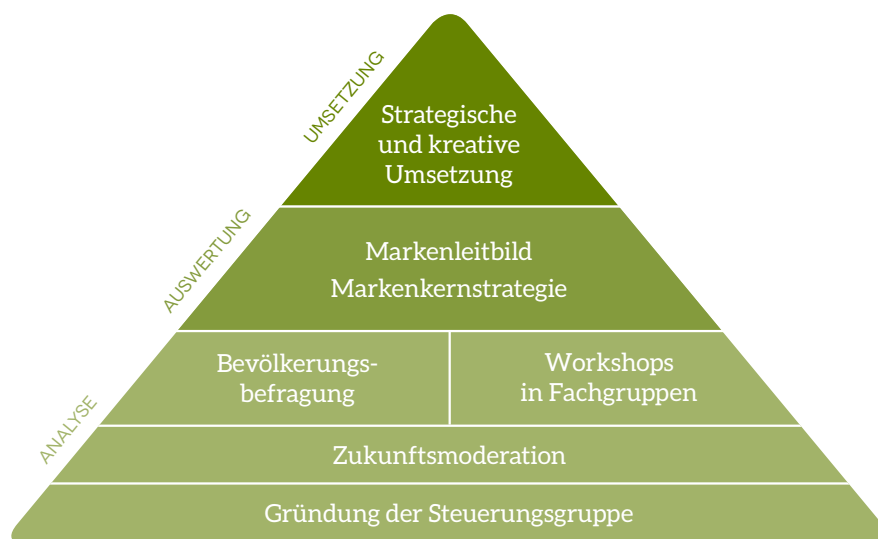 UMSETZUNG
Strategische
und kreative
Umsetzung
AUSWERTUNG
Markenleitbild
Markenkernstrategie
ANALYSE
Bevölkerungs-
befragung
Workshops
in Fachgruppen
Zukunftsmoderation
Gründung der Steuerungsgruppe